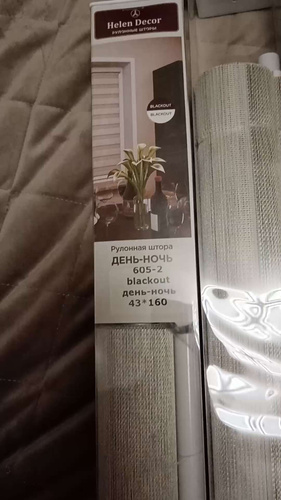 Helen Decor
РУЛОННЫЕ ШТОРЫ
BLACKOUT
BLACKOUT
Рулонная штора
ДЕНЬ-НОЧЬ
605-2
blackout
день-ночь
43*160